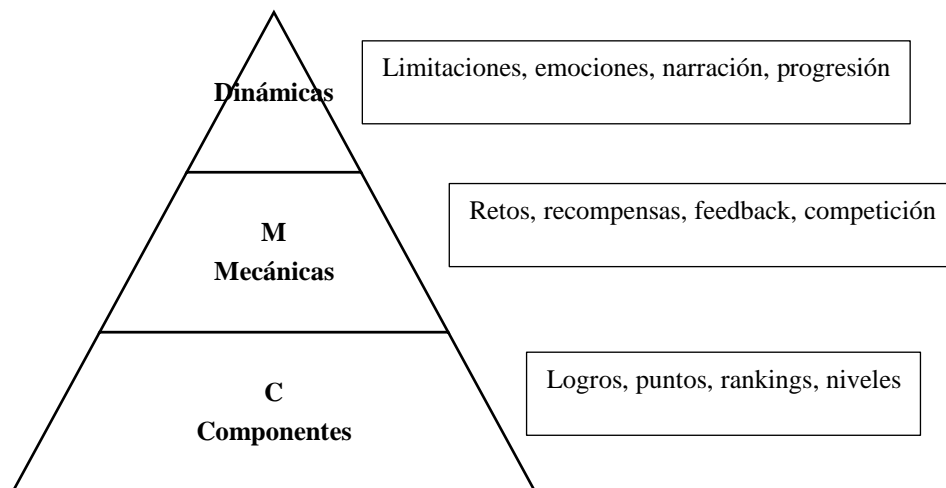 Dinámicas
Limitaciones, emociones, narración, progresión
M
Mecánicas
Retos, recompensas, feedback, competición
C
Componentes
Logros, puntos, rankings, niveles